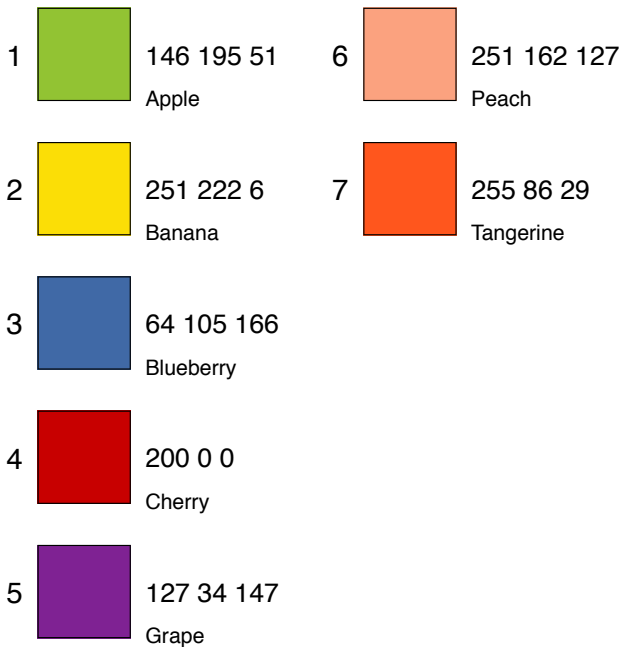 1
146 195 51
Apple
2
251 222 6
Banana
3
64 105 166
Blueberry
4
200 0 0
Cherry
5
127 34 147
Grape
6
251 162 127
Peach
7
255 86 29
Tangerine